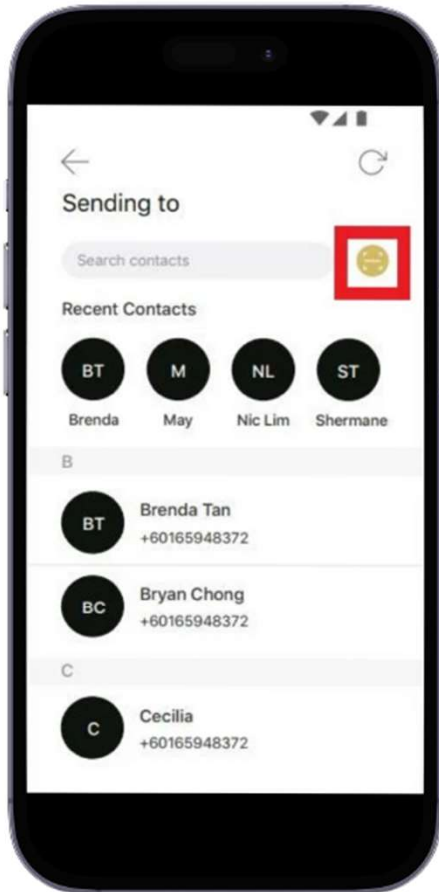 Sending to
Search contacts
Recent Contacts
BT M NL ST
Brenda May Nic Lim Shermane
B
BT
Brenda Tan
+60165948372
BC
Bryan Chong
+60165948372
C
C
Cecilia
+60165948372